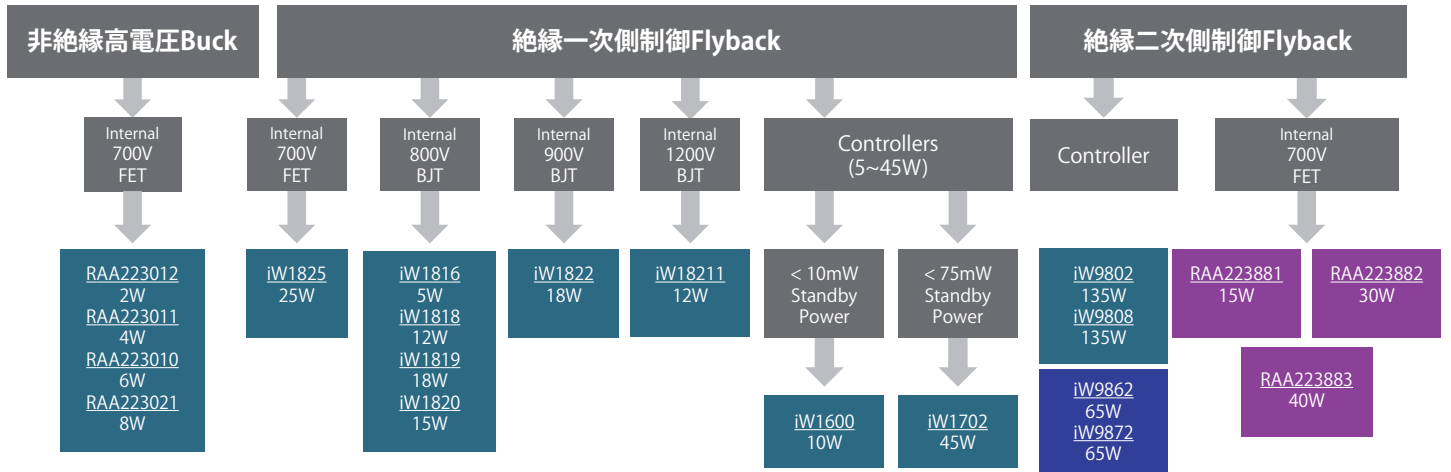 非絶縁高電圧Buck
絶縁一次側制御Flyback
絶縁二次側制御Flyback
Internal
700V
FET
Internal
700V
FET
Internal
800V
BJT
Internal
900V
BJT
Internal
1200V
BJT
Controllers
(5~45W)
Controller
Internal
700V
FET
RAA223012
2W
RAA223011
4W
RAA223010
6W
RAA223021
8W
iW1825
25W
iW1816
5W
iW1818
12W
iW1819
18W
iW1820
15W
iW1822
18W
iW18211
12W
< 10mW
Standby
Power
< 75mW
Standby
Power
iW1600
10W
iW1702
45W
iW9802
135W
iW9808
135W
iW9862
65W
iW9872
65W
RAA223881
15W
RAA223882
30W
RAA223883
40W